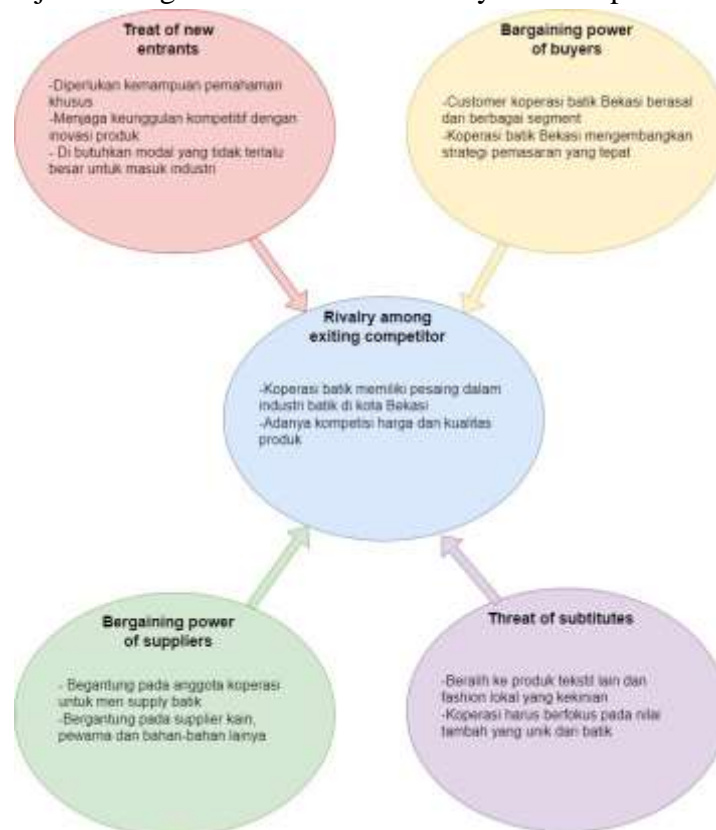 Treat of new
entrants
-Diperlukan kemampuan pemahaman
khusus
-Menjaga keunggulan kompetitif dengan
inovasi produk
- Di butuhkan modal yang tidak terlalu
besar untuk masuk industri
Bargaining power
of buyers
-Customer koperasi batik Bekasi berasal
dari berbagai segment
-Koperasi batik Bekasi mengembangkan
strategi pemasaran yang tepat
Rivalry among
exiting competitor
-Koperasi batik memiliki pesaing dalam
industri batik di kota Bekasi
-Adanya kompetisi harga dan kualitas
produk
Bergaining power
of suppliers
- Begantung pada anggota koperasi
untuk men supply batik
-Bergantung pada supplier kain,
pewarna dan bahan-bahan lainya
Threat of subtitutes
-Beralih ke produk tekstil lain dan
fashion lokal yang kekinian
-Koperasi harus berfokus pada nilai
tambah yang unik dari batik